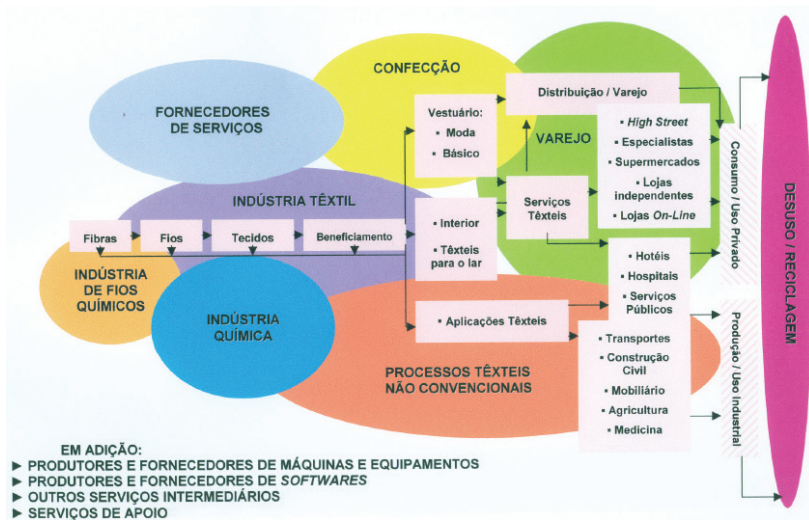 CONFECÇÃO
FORNECEDORES
DE SERVIÇOS
Vestuário:
▪ Moda
▪ Básico
Distribuição / Varejo
VAREJO
▪ High Street
▪ Especialistas
▪ Supermercados
▪ Lojas
independentes
▪ Lojas On-Line
INDÚSTRIA TÊXTIL
Fibras
Fios
Tecidos
Beneficiamento
▪ Interior
▪ Têxteis
para o lar
Serviços
Têxteis
INDÚSTRIA
DE FIOS
QUÍMICOS
INDÚSTRIA
QUÍMICA
▪ Aplicações Têxteis
▪ Hotéis
▪ Hospitais
▪ Serviços
Públicos
PROCESSOS TÊXTEIS
NÃO CONVENCIONAIS
▪ Transportes
▪ Construção
Civil
▪ Mobiliário
▪ Agricultura
▪ Medicina
Consumo / Uso Privado
Produção / Uso Industrial
DESUSO / RECICLAGEM
EM ADIÇÃO:
► PRODUTORES E FORNECEDORES DE MÁQUINAS E EQUIPAMENTOS
► PRODUTORES E FORNECEDORES DE SOFTWARES
► OUTROS SERVIÇOS INTERMEDIÁRIOS
► SERVIÇOS DE APOIO